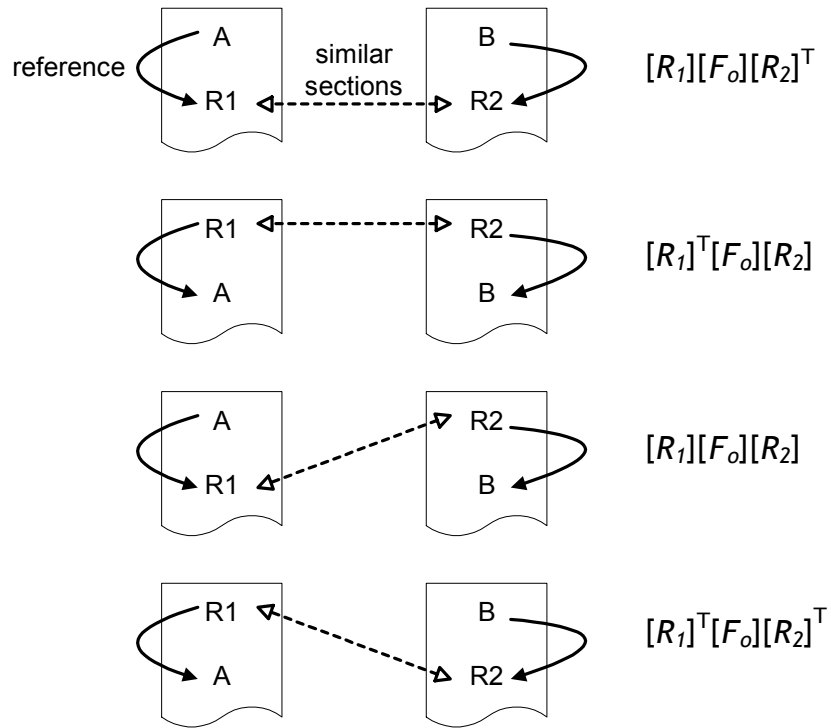 A
B
[R₁][Fₒ][R₂]ᵀ
reference
similar
sections
R1
R2
R1
R2
[R₁]ᵀ[Fₒ][R₂]
A
B
A
R2
[R₁][Fₒ][R₂]
R1
B
R1
B
[R₁]ᵀ[Fₒ][R₂]ᵀ
A
R2